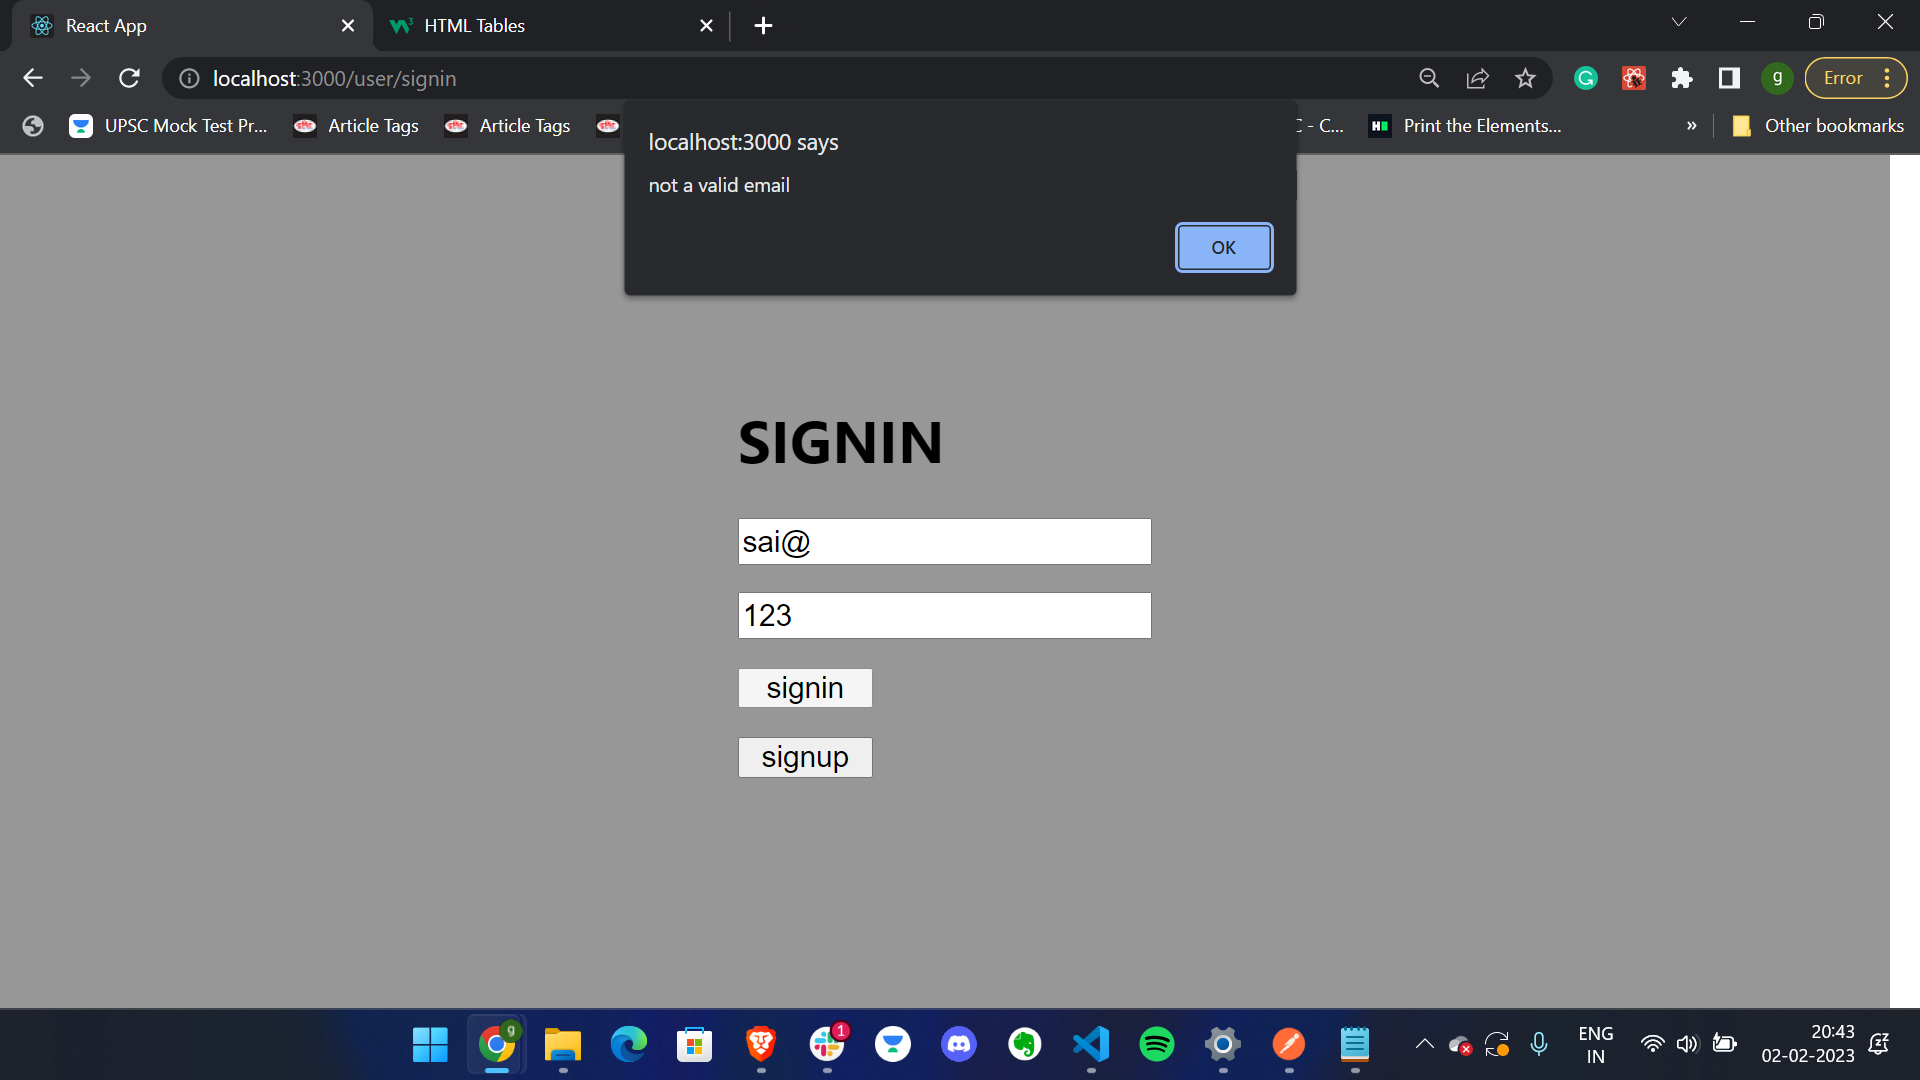 React App
HTML Tables
localhost:3000/user/signin
g
Error
UPSC Mock Test Pr...
Article Tags
Article Tags
C - C...
Print the Elements...
»
Other bookmarks
localhost:3000 says
not a valid email
OK
SIGNIN
sai@
123
signin
signup
g
1
ENG
IN
20:43
02-02-2023